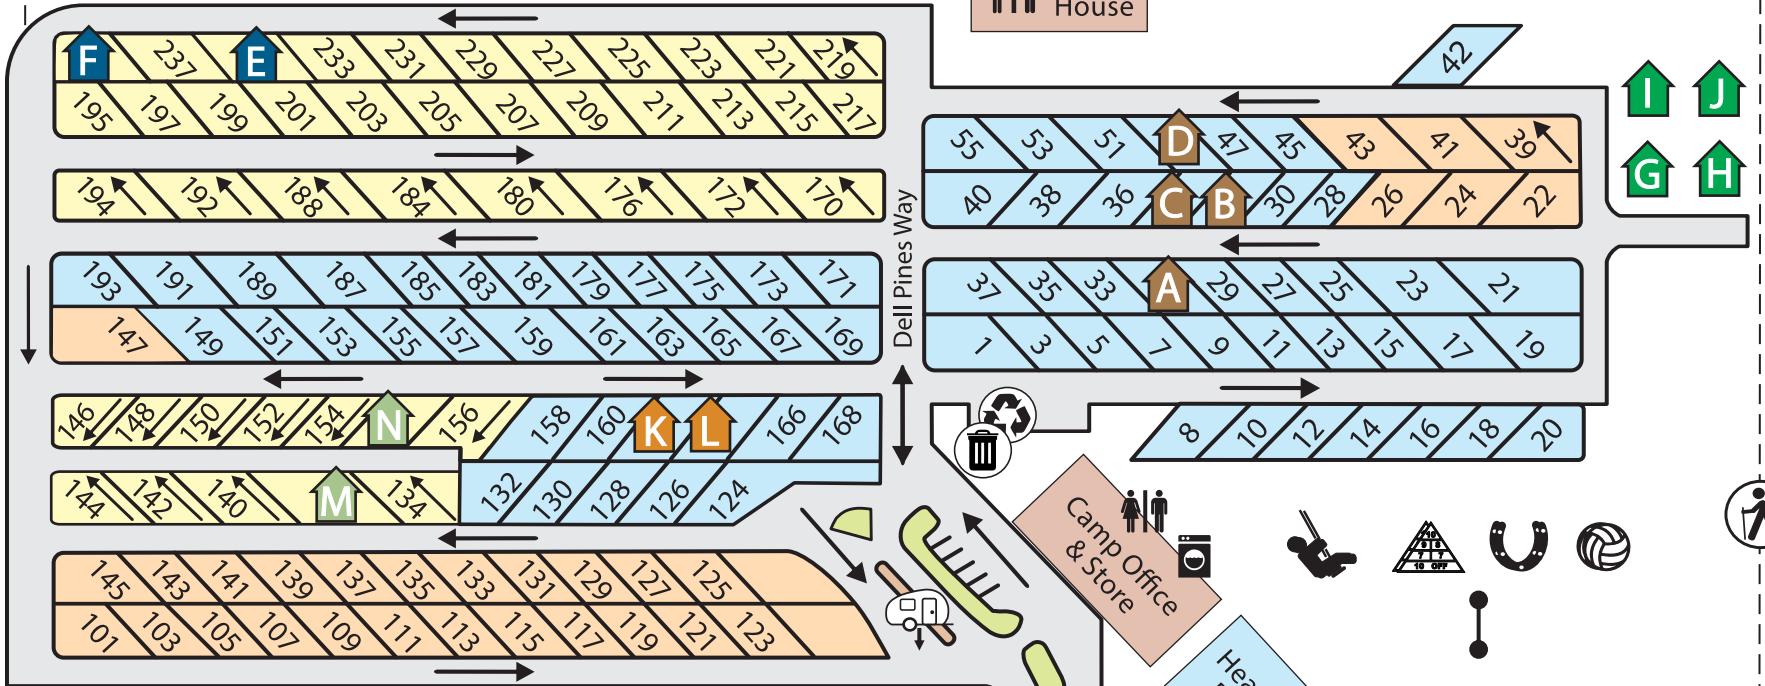 House
42
F 237 E 233 231 229 227 225 223 221 219
195 197 199 201 203 205 207 209 211 213 215 217
I J
G H
55 53 51 D 47 45 43 41 39
40 38 36 C B 30 28 26 24 22
194 192 188 184 180 176 172 170
Dell Pines Way
193 191 189 187 185 183 181 179 177 175 173 171
147 149 151 153 155 157 159 161 163 165 167 169
37 35 33 A 29 27 25 23 21
1 3 5 7 9 11 13 15 17 19
146 148 150 152 154 N 156 158 160 K L 166 168
8 10 12 14 16 18 20
144 142 140 M 134 132 130 128 126 124
Camp Office
& Store
10
9 8
7 7
10 OFF
145 143 141 139 137 135 133 131 129 127 125
101 103 105 107 109 111 113 115 117 119 121 123